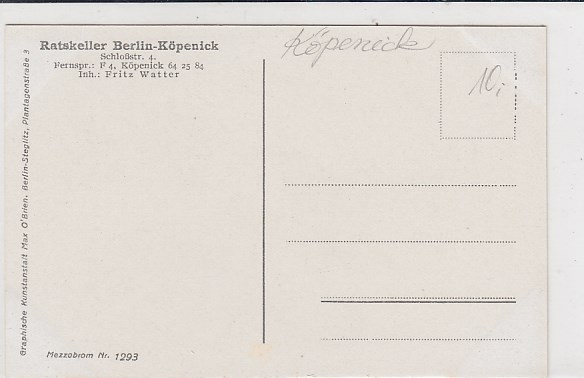 Ratskeller Berlin-Köpenick
Schloßstr. 4.
Fernspr.: F 4, Köpenick 64 25 84
Inh.: Fritz Watter
Köpenick
10,-
Graphische Kunstanstalt Max O'Brien, Berlin-Steglitz, Plantagenstraße 3
Mezzobrom Nr. 1293